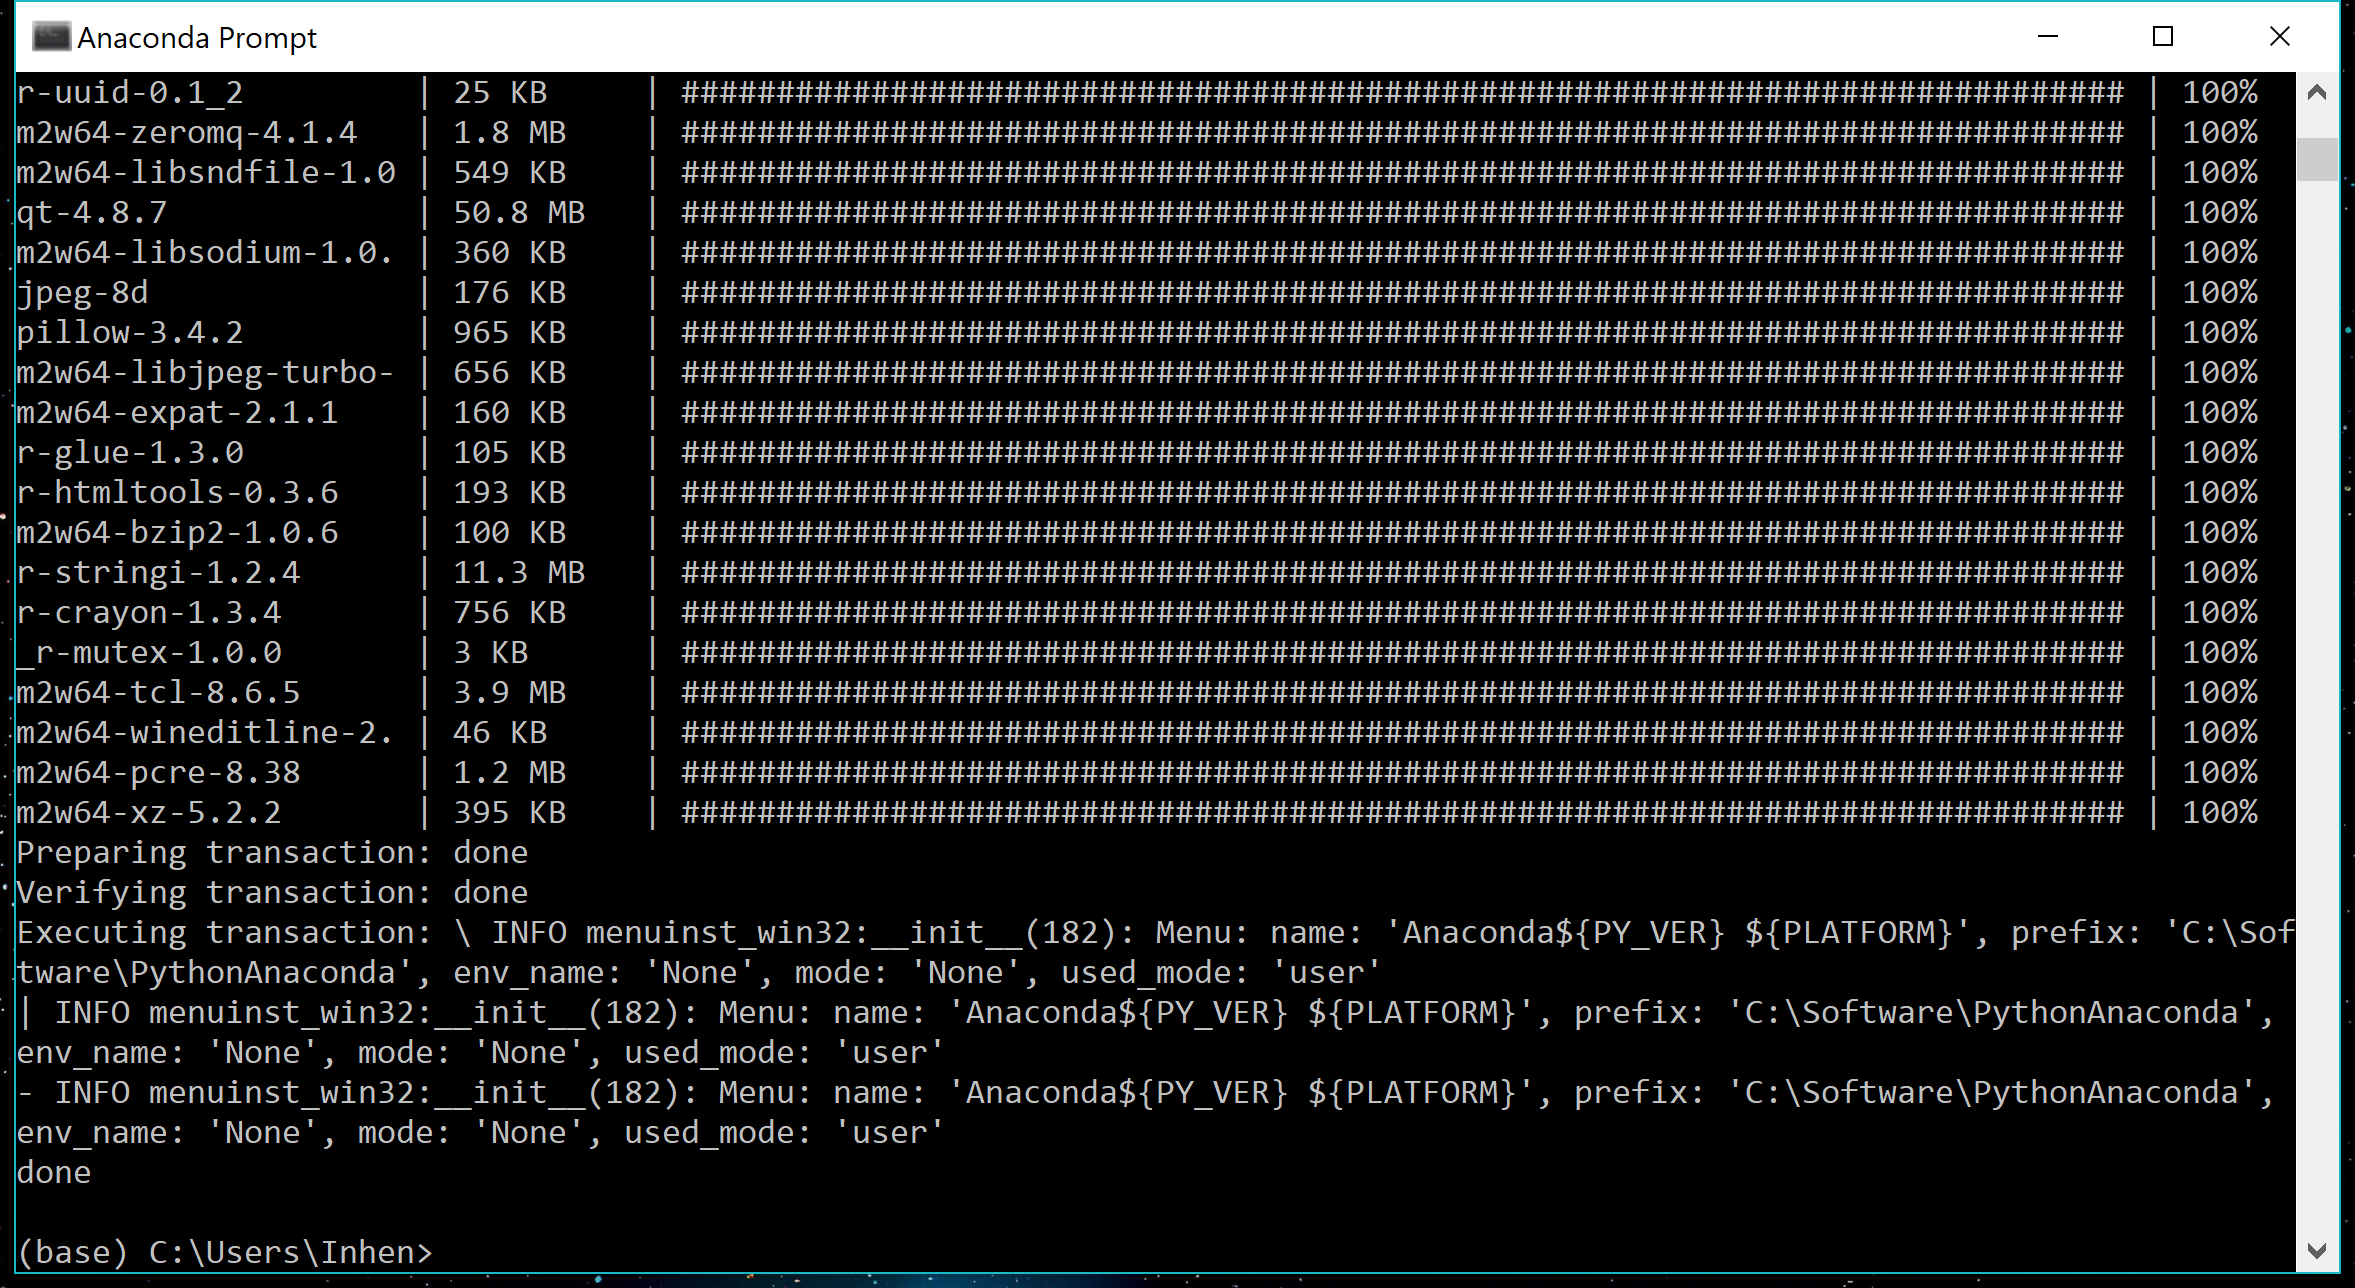 Anaconda Prompt
r-uuid-0.1_2         | 25 KB     | ############################################################################ | 100%
m2w64-zeromq-4.1.4   | 1.8 MB    | ############################################################################ | 100%
m2w64-libsndfile-1.0 | 549 KB    | ############################################################################ | 100%
qt-4.8.7             | 50.8 MB   | ############################################################################ | 100%
m2w64-libsodium-1.0. | 360 KB    | ############################################################################ | 100%
jpeg-8d              | 176 KB    | ############################################################################ | 100%
pillow-3.4.2         | 965 KB    | ############################################################################ | 100%
m2w64-libjpeg-turbo- | 656 KB    | ############################################################################ | 100%
m2w64-expat-2.1.1    | 160 KB    | ############################################################################ | 100%
r-glue-1.3.0         | 105 KB    | ############################################################################ | 100%
r-htmltools-0.3.6    | 193 KB    | ############################################################################ | 100%
m2w64-bzip2-1.0.6    | 100 KB    | ############################################################################ | 100%
r-stringi-1.2.4      | 11.3 MB   | ############################################################################ | 100%
r-crayon-1.3.4       | 756 KB    | ############################################################################ | 100%
_r-mutex-1.0.0       | 3 KB      | ############################################################################ | 100%
m2w64-tcl-8.6.5      | 3.9 MB    | ############################################################################ | 100%
m2w64-wineditline-2. | 46 KB     | ############################################################################ | 100%
m2w64-pcre-8.38      | 1.2 MB    | ############################################################################ | 100%
m2w64-xz-5.2.2       | 395 KB    | ############################################################################ | 100%
Preparing transaction: done
Verifying transaction: done
Executing transaction: \ INFO menuinst_win32:__init__(182): Menu: name: 'Anaconda${PY_VER} ${PLATFORM}', prefix: 'C:\Sof
tware\PythonAnaconda', env_name: 'None', mode: 'None', used_mode: 'user'
| INFO menuinst_win32:__init__(182): Menu: name: 'Anaconda${PY_VER} ${PLATFORM}', prefix: 'C:\Software\PythonAnaconda',
env_name: 'None', mode: 'None', used_mode: 'user'
- INFO menuinst_win32:__init__(182): Menu: name: 'Anaconda${PY_VER} ${PLATFORM}', prefix: 'C:\Software\PythonAnaconda',
env_name: 'None', mode: 'None', used_mode: 'user'
done
(base) C:\Users\Inhen>